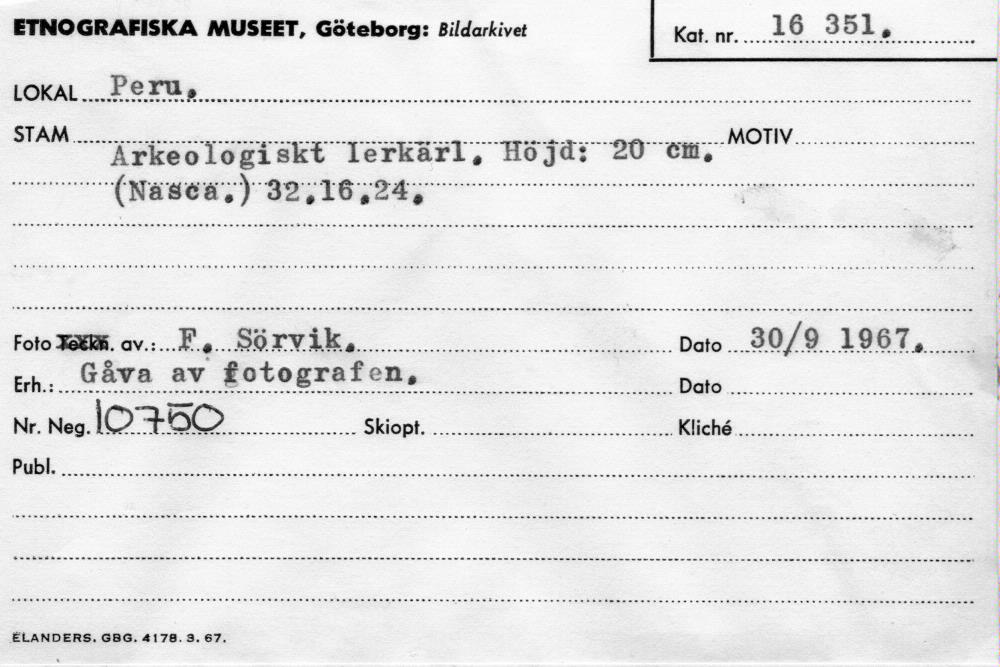 ETNOGRAFISKA MUSEET, Göteborg: Bildarkivet
Kat. nr. 16 351.
LOKAL Peru.
STAM MOTIV
Arkeologiskt lerkärl. Höjd: 20 cm.
(Nasca.) 32.16.24.
Foto Teckn. av.: F. Sörvik. Dato 30/9 1967.
Erh.: Gåva av fotografen. Dato
Nr. Neg. 10750 Skiopt. Kliché
Publ.
ELANDERS. GBG. 4178. 3. 67.